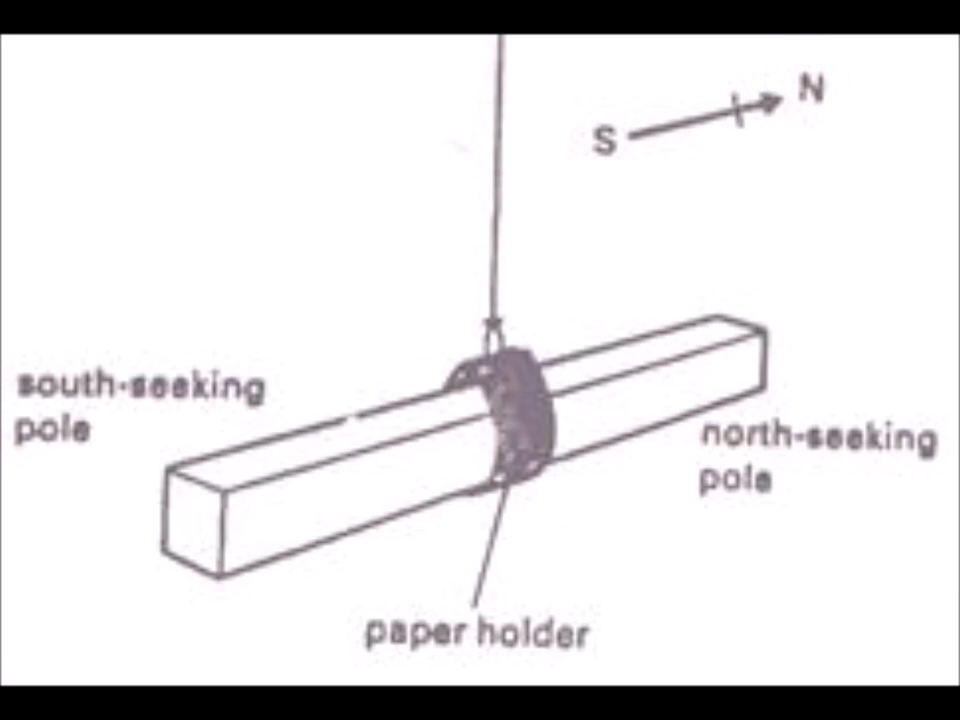 N
S
south-seeking
pole
north-seeking
pole
paper holder